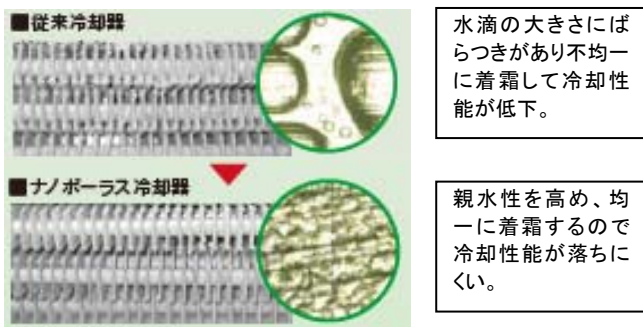 ■従来冷却器
水滴の大きさにば
らつきがあり不均一
に着霜して冷却性
能が低下。
■ナノポーラス冷却器
親水性を高め、均
一に着霜するので
冷却性能が落ちに
くい。